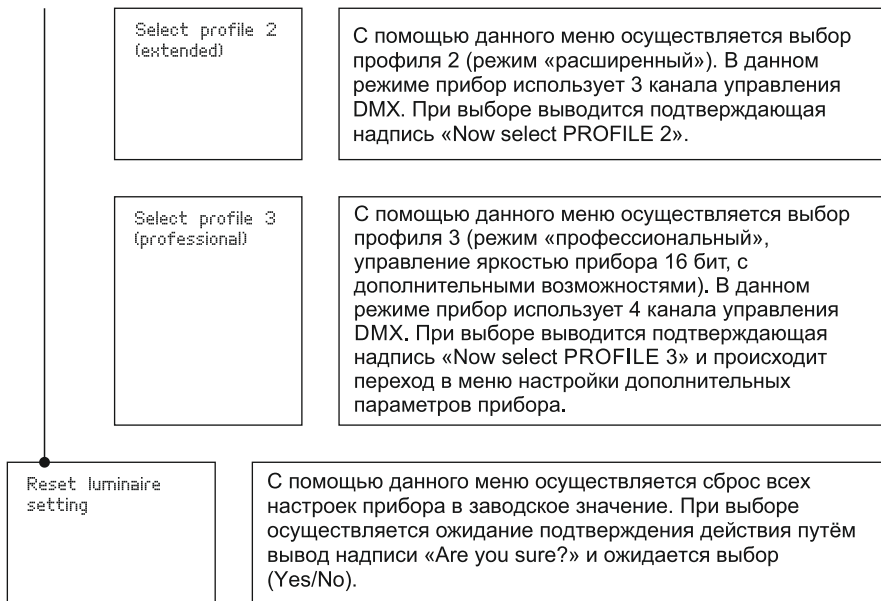 Select profile 2
(extended)
С помощью данного меню осуществляется выбор
профиля 2 (режим «расширенный»). В данном
режиме прибор использует 3 канала управления
DMX. При выборе выводится подтверждающая
надпись «Now select PROFILE 2».
Select profile 3
(professional)
С помощью данного меню осуществляется выбор
профиля 3 (режим «профессиональный»,
управление яркостью прибора 16 бит, с
дополнительными возможностями). В данном
режиме прибор использует 4 канала управления
DMX. При выборе выводится подтверждающая
надпись «Now select PROFILE 3» и происходит
переход в меню настройки дополнительных
параметров прибора.
Reset luminaire
setting
С помощью данного меню осуществляется сброс всех
настроек прибора в заводское значение. При выборе
осуществляется ожидание подтверждения действия путём
вывод надписи «Are you sure?» и ожидается выбор
(Yes/No).